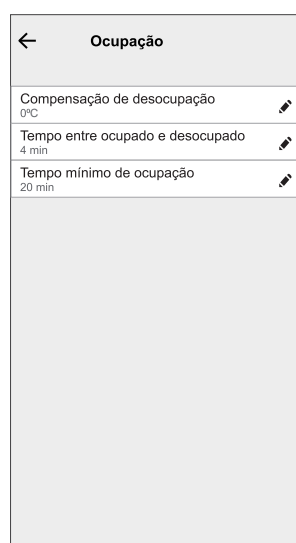 Ocupação
Compensação de desocupação
0ºC
Tempo entre ocupado e desocupado
4 min
Tempo mínimo de ocupação
20 min